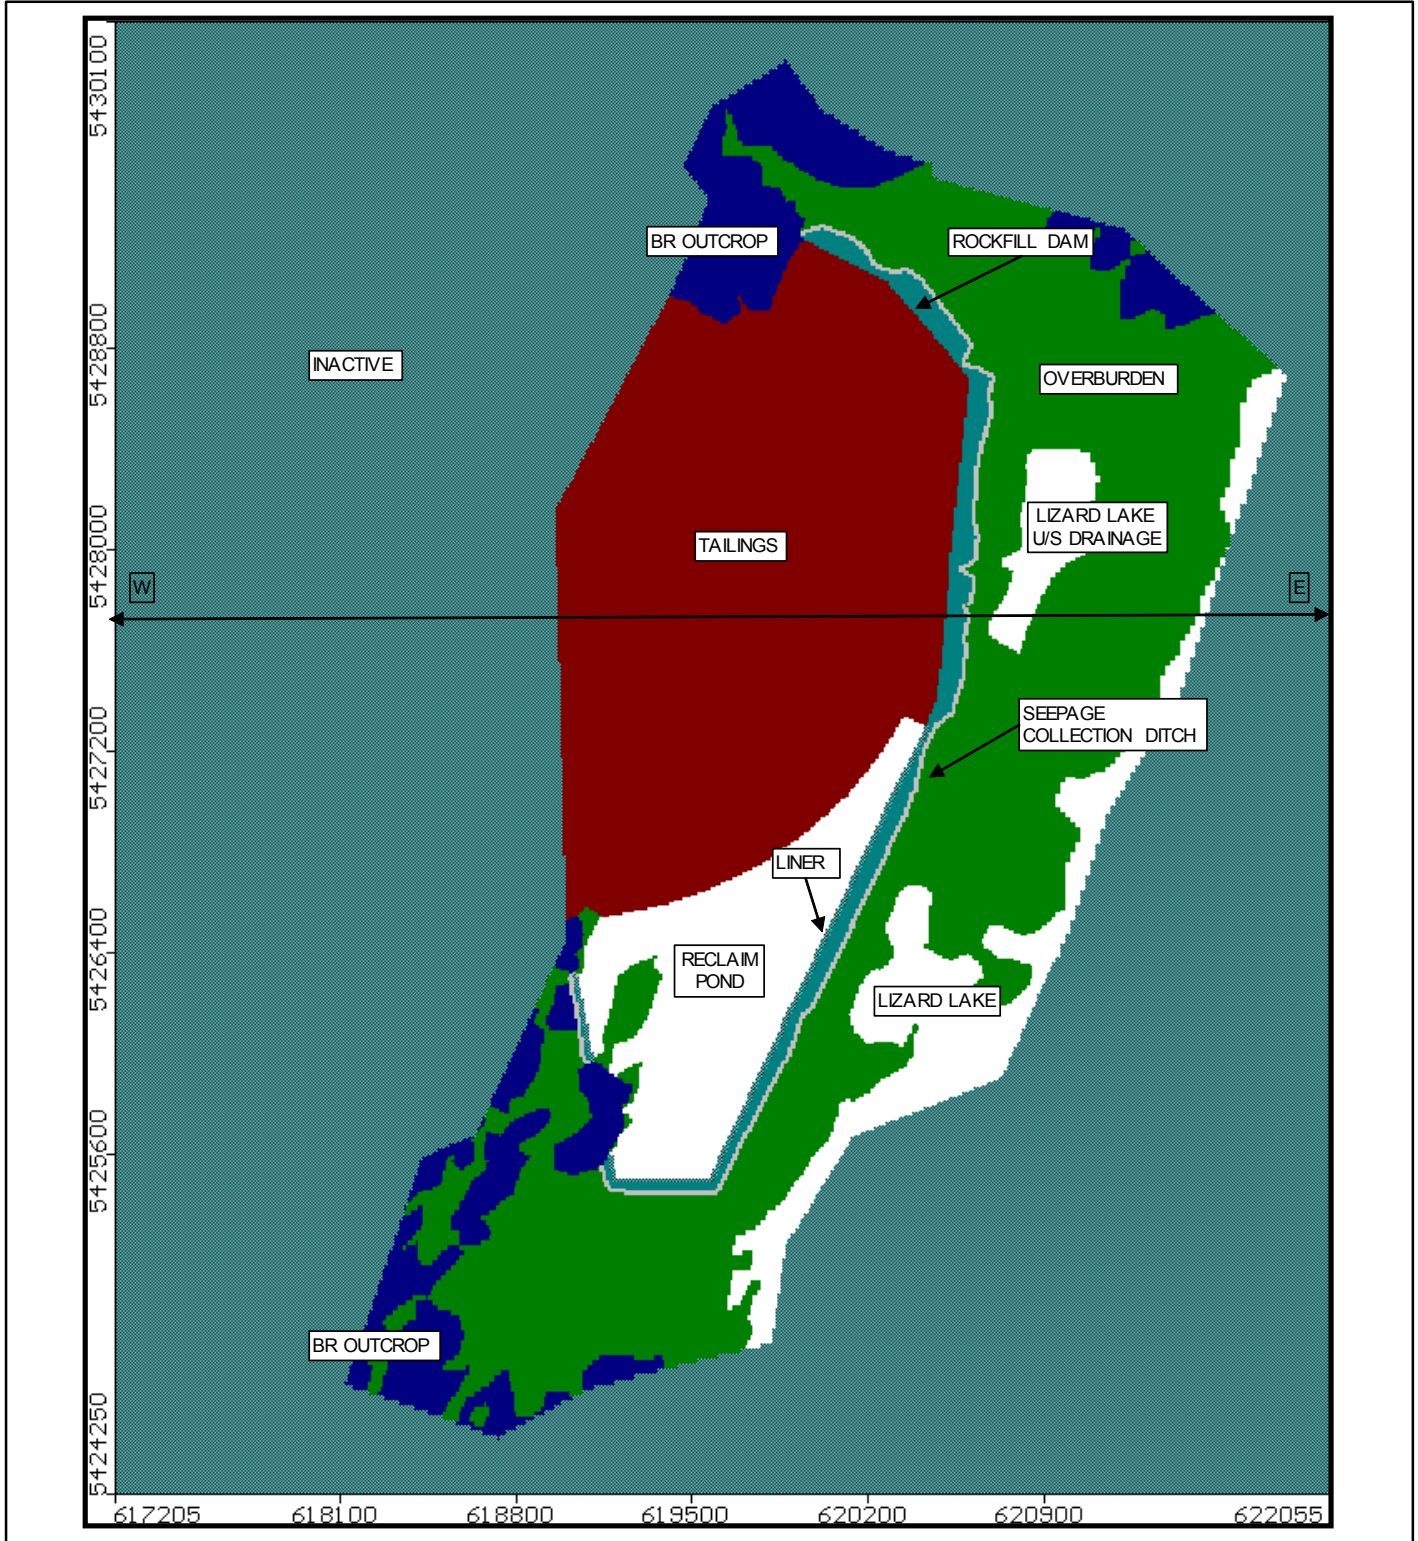 5430100
BR OUTCROP
ROCKFILL DAM
5428800
INACTIVE
OVERBURDEN
LIZARD LAKE
U/S DRAINAGE
TAILINGS
5428000
W
E
SEEPAGE
COLLECTION DITCH
5427200
LINER
5426400
RECLAIM
POND
LIZARD LAKE
5425600
BR OUTCROP
5424250
617205
618100
618800
619500
620200
620900
622055